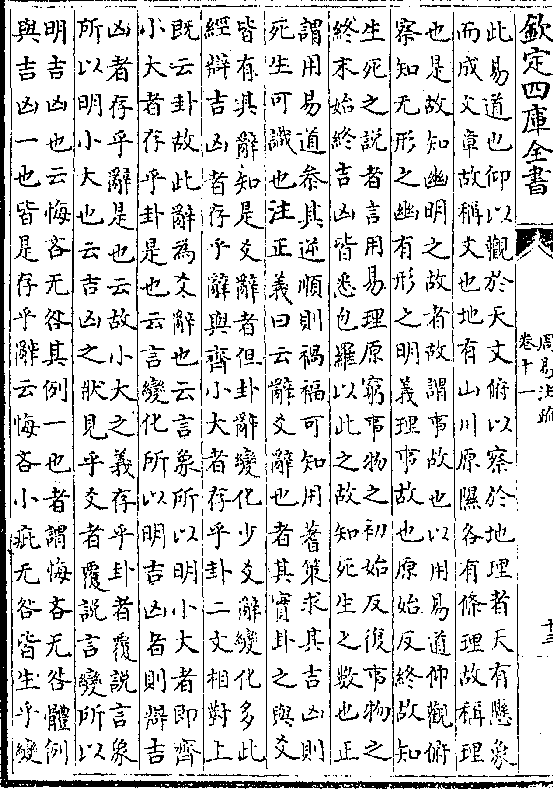 欽定四庫全書
周易注疏
卷十一
十三
此易道也仰以觀於天文俯以察於地理者天有懸象
而成文章故稱文也地有山川原隰各有條理故稱理
也是故知幽明之故者故謂事故也以用易道仰觀俯
察知无形之幽有形之明義理事故也原始反終故知
生死之說者言用易理原窮事物之初始反復事物之
終末始終吉凶皆悉包羅以此之故知死生之數也正
謂用易道叅其逆順則禍福可知用蓍策求其吉凶則
死生可識也注正義曰云辭爻辭也者其實卦之與爻
皆有其辭知是爻辭者但卦辭變化少爻辭變化多此
經辯吉凶者存乎辭與齊小大者存乎卦二文相對上
既云卦故此辭為爻辭也云言象所以明小大者即齊
小大者存乎卦是也云言變化所以明吉凶者則辯吉
凶者存乎辭是也云故小大之義存乎卦者覆說言象
所以明小大也云吉凶之狀見乎爻者覆說言變所以
明吉凶也云悔吝无咎其例一也者謂悔吝无咎體例
與吉凶一也皆是存乎辭云悔吝小疵无咎皆生乎變